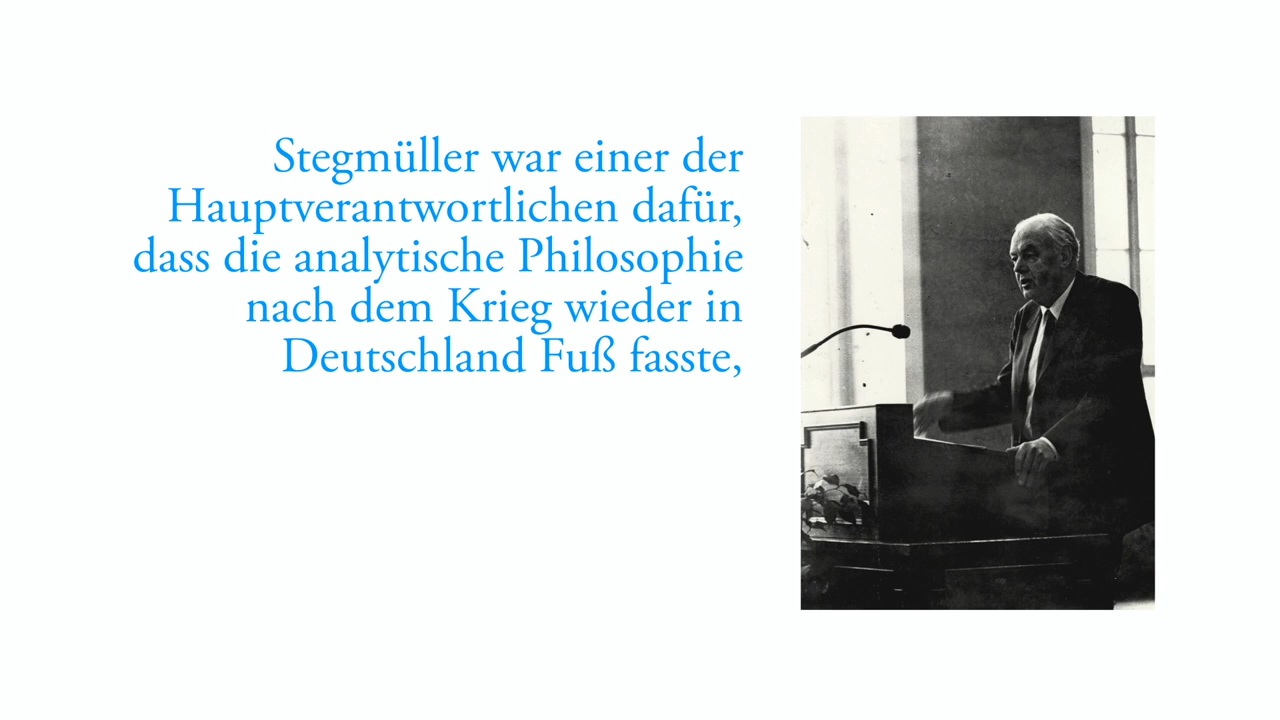 Stegmüller war einer der
Hauptverantwortlichen dafür,
dass die analytische Philosophie
nach dem Krieg wieder in
Deutschland Fuß fasste,